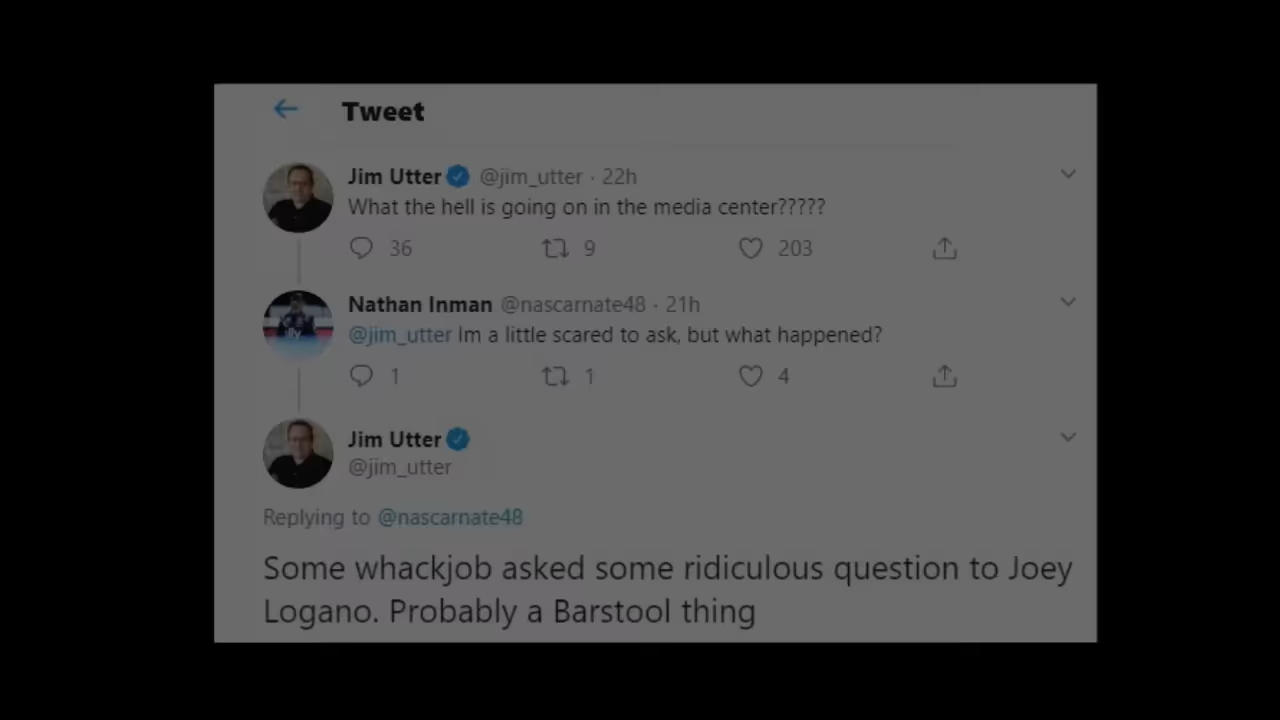 Tweet
Jim Utter @jim_utter · 22h
What the hell is going on in the media center?????
36 9 203
Nathan Inman @nascarnate48 · 21h
@jim_utter Im a little scared to ask, but what happened?
1 1 4
Jim Utter
@jim_utter
Replying to @nascarnate48
Some whackjob asked some ridiculous question to Joey
Logano. Probably a Barstool thing